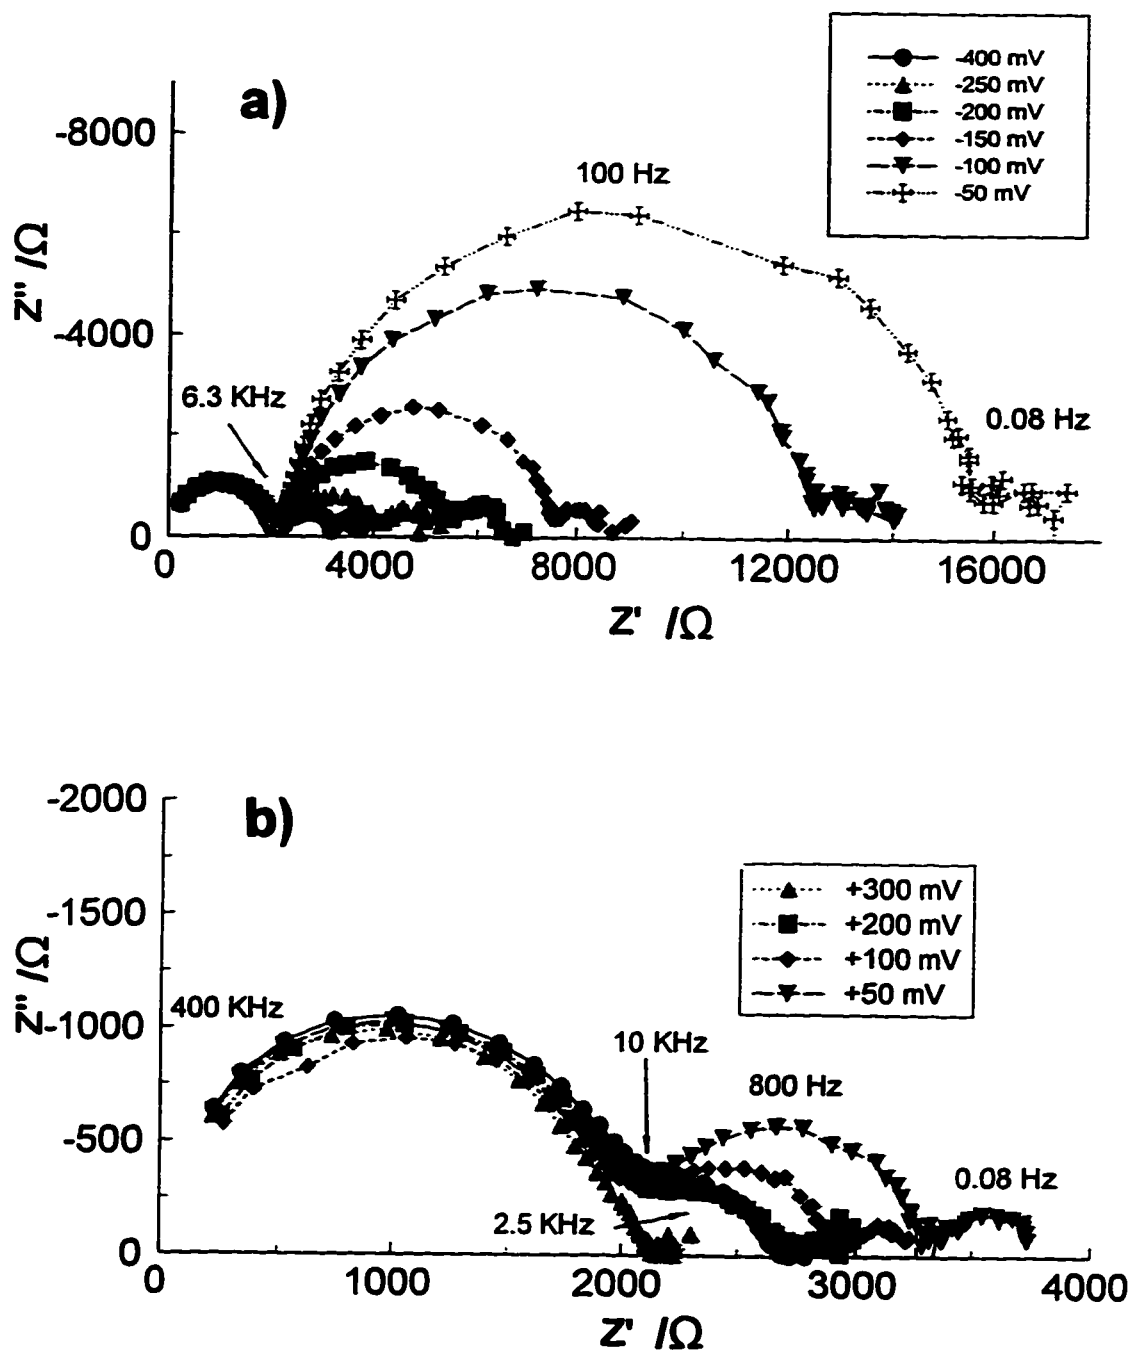 -400 mV
-250 mV
-200 mV
-150 mV
-100 mV
-50 mV
a)
-8000
100 Hz
Z" /Ω
-4000
6.3 KHz
0.08 Hz
0
0 4000 8000 12000 16000
Z' /Ω
-2000
b)
+300 mV
+200 mV
+100 mV
+50 mV
-1500
Z" /Ω
400 KHz
-1000
10 KHz
800 Hz
-500
0.08 Hz
2.5 KHz
0
0 1000 2000 3000 4000
Z' /Ω